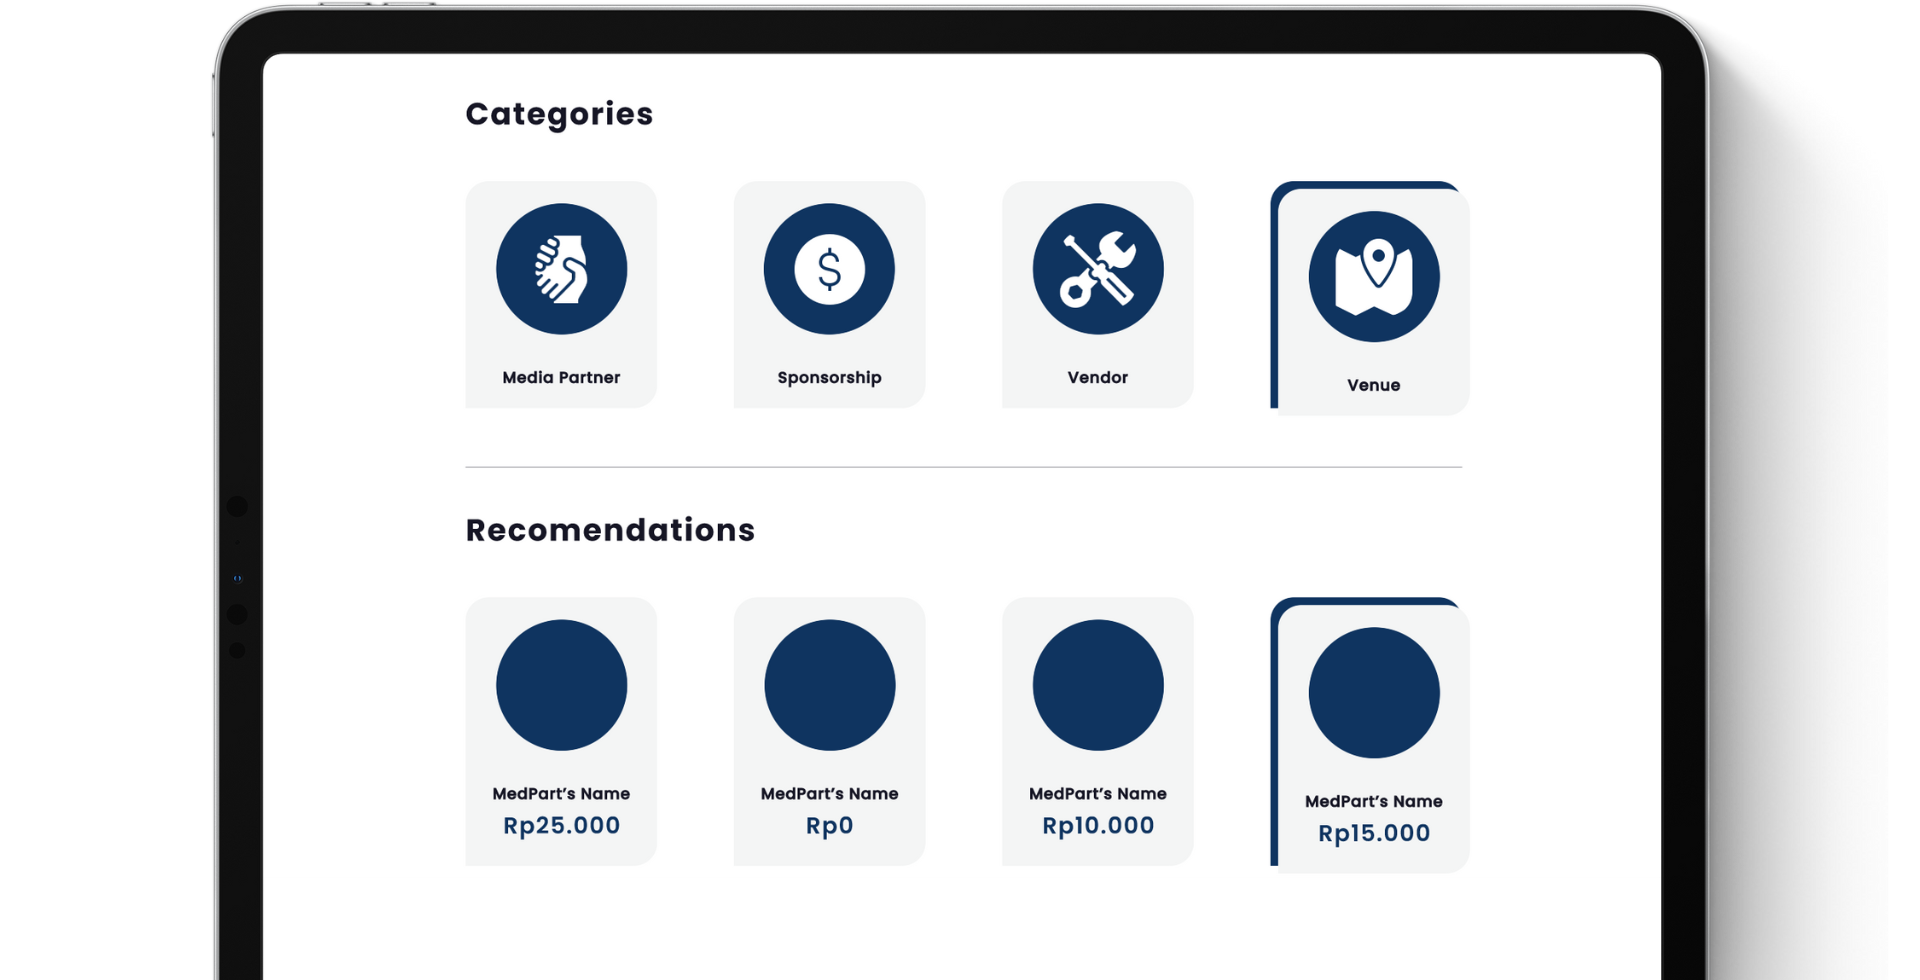 Categories
Media Partner
Sponsorship
Vendor
Venue
Recomendations
MedPart's Name
Rp25.000
MedPart's Name
Rp0
MedPart's Name
Rp10.000
MedPart's Name
Rp15.000